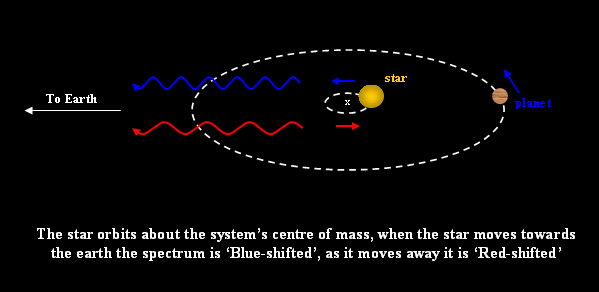 star
To Earth
x
planet
The star orbits about the system's centre of mass, when the star moves towards
the earth the spectrum is 'Blue-shifted', as it moves away it is 'Red-shifted'